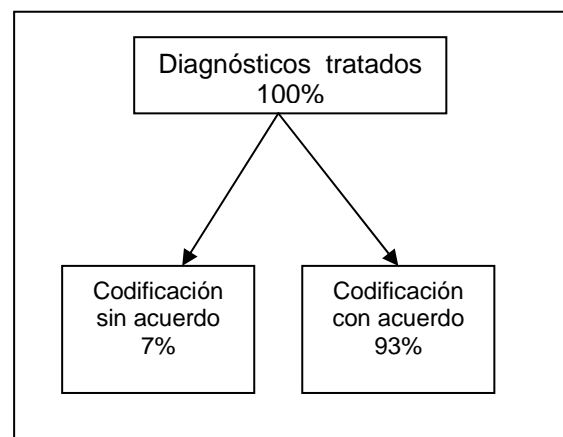 Diagnósticos tratados
100%
Codificación
sin acuerdo
7%
Codificación
con acuerdo
93%